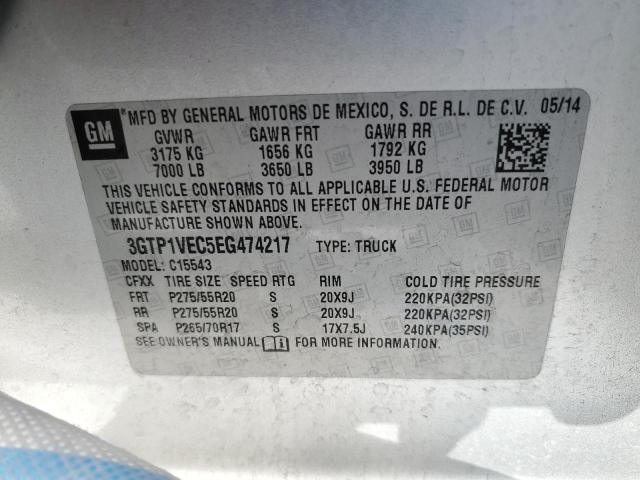 GM
*MFD BY GENERAL MOTORS DE MEXICO, S. DE R.L. DE C.V. 05/14
GVWR GAWR FRT GAWR RR
3175 KG 1656 KG 1792 KG
7000 LB 3650 LB 3950 LB
THIS VEHICLE CONFORMS TO ALL APPLICABLE U.S. FEDERAL MOTOR
VEHICLE SAFETY STANDARDS IN EFFECT ON THE DATE OF
MANUFACTURE SHOWN ABOVE.
3GTP1VEC5EG474217 TYPE: TRUCK
MODEL: C15543
CFXX TIRE SIZE SPEED RTG RIM COLD TIRE PRESSURE
FRT P275/55R20 S 20X9J 220KPA(32PSI)
RR P275/55R20 S 20X9J 220KPA(32PSI)
SPA P265/70R17 S 17X7.5J 240KPA(35PSI)
SEE OWNER'S MANUAL FOR MORE INFORMATION.